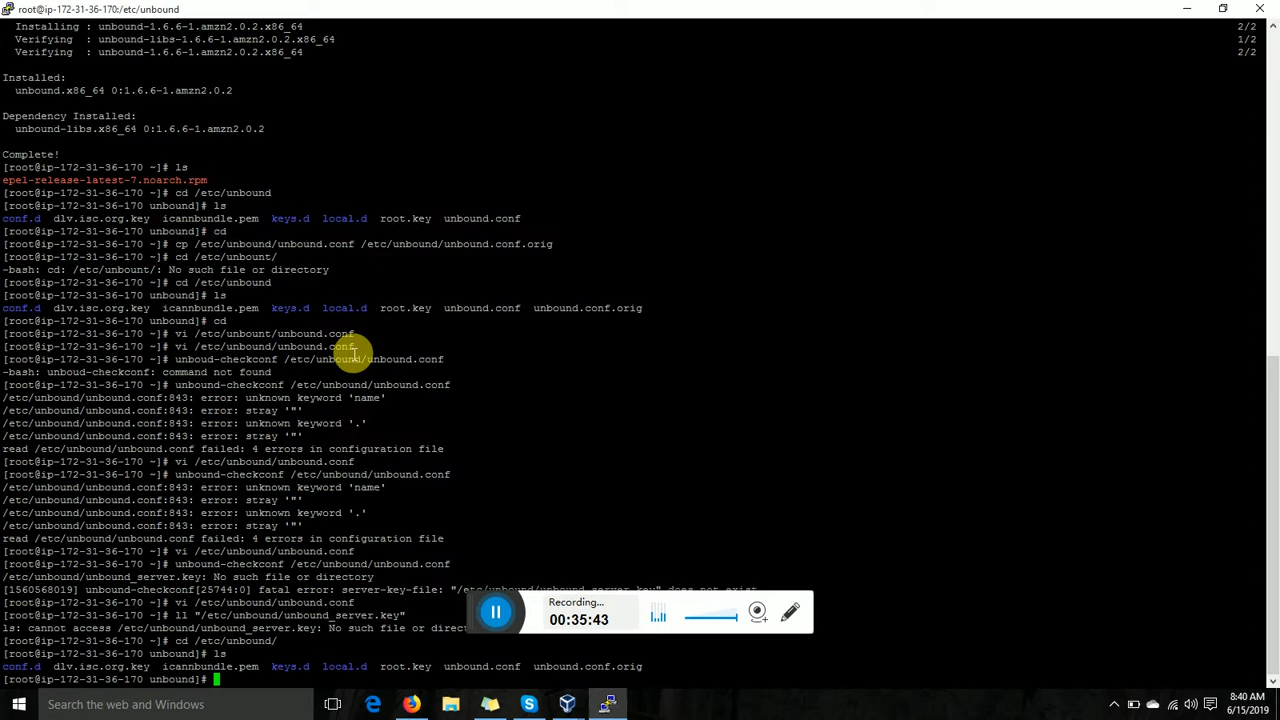 root@ip-172-31-36-170:/etc/unbound
Installing : unbound-1.6.6-1.amzn2.0.2.x86_64 2/2
Verifying  : unbound-libs-1.6.6-1.amzn2.0.2.x86_64 1/2
Verifying  : unbound-1.6.6-1.amzn2.0.2.x86_64 2/2
Installed:
unbound.x86_64 0:1.6.6-1.amzn2.0.2
Dependency Installed:
unbound-libs.x86_64 0:1.6.6-1.amzn2.0.2
Complete!
[root@ip-172-31-36-170 ~]# ls
epel-release-latest-7.noarch.rpm
[root@ip-172-31-36-170 ~]# cd /etc/unbound
[root@ip-172-31-36-170 unbound]# ls
conf.d  dlv.isc.org.key  icannbundle.pem  keys.d  local.d  root.key  unbound.conf
[root@ip-172-31-36-170 unbound]# cd
[root@ip-172-31-36-170 ~]# cp /etc/unbound/unbound.conf /etc/unbound/unbound.conf.orig
[root@ip-172-31-36-170 ~]# cd /etc/unbount/
-bash: cd: /etc/unbount/: No such file or directory
[root@ip-172-31-36-170 ~]# cd /etc/unbound
[root@ip-172-31-36-170 unbound]# ls
conf.d  dlv.isc.org.key  icannbundle.pem  keys.d  local.d  root.key  unbound.conf  unbound.conf.orig
[root@ip-172-31-36-170 unbound]# cd
[root@ip-172-31-36-170 ~]# vi /etc/unbount/unbound.conf
[root@ip-172-31-36-170 ~]# vi /etc/unbound/unbound.conf
[root@ip-172-31-36-170 ~]# unboud-checkconf /etc/unbound/unbound.conf
-bash: unboud-checkconf: command not found
[root@ip-172-31-36-170 ~]# unbound-checkconf /etc/unbound/unbound.conf
/etc/unbound/unbound.conf:843: error: unknown keyword 'name'
/etc/unbound/unbound.conf:843: error: stray '"'
/etc/unbound/unbound.conf:843: error: unknown keyword '.'
/etc/unbound/unbound.conf:843: error: stray '"'
read /etc/unbound/unbound.conf failed: 4 errors in configuration file
[root@ip-172-31-36-170 ~]# vi /etc/unbound/unbound.conf
[root@ip-172-31-36-170 ~]# unbound-checkconf /etc/unbound/unbound.conf
/etc/unbound/unbound.conf:843: error: unknown keyword 'name'
/etc/unbound/unbound.conf:843: error: stray '"'
/etc/unbound/unbound.conf:843: error: unknown keyword '.'
/etc/unbound/unbound.conf:843: error: stray '"'
read /etc/unbound/unbound.conf failed: 4 errors in configuration file
[root@ip-172-31-36-170 ~]# vi /etc/unbound/unbound.conf
[root@ip-172-31-36-170 ~]# unbound-checkconf /etc/unbound/unbound.conf
/etc/unbound/unbound_server.key: No such file or directory
[1560568019] unbound-checkconf[25744:0] fatal error: server-key-file: "/etc/unbound/unbound_server.key" does not exist
[root@ip-172-31-36-170 ~]# vi /etc/unbound/unbound.conf
[root@ip-172-31-36-170 ~]# ll "/etc/unbound/unbound_server.key"
ls: cannot access /etc/unbound/unbound_server.key: No such file or
[root@ip-172-31-36-170 ~]# cd /etc/unbound/
[root@ip-172-31-36-170 unbound]# ls
conf.d  dlv.isc.org.key  icannbundle.pem  keys.d  local.d  root.key  unbound.conf  unbound.conf.orig
[root@ip-172-31-36-170 unbound]#
Recording...
00:35:43
Search the web and Windows
8:40 AM
6/15/2019